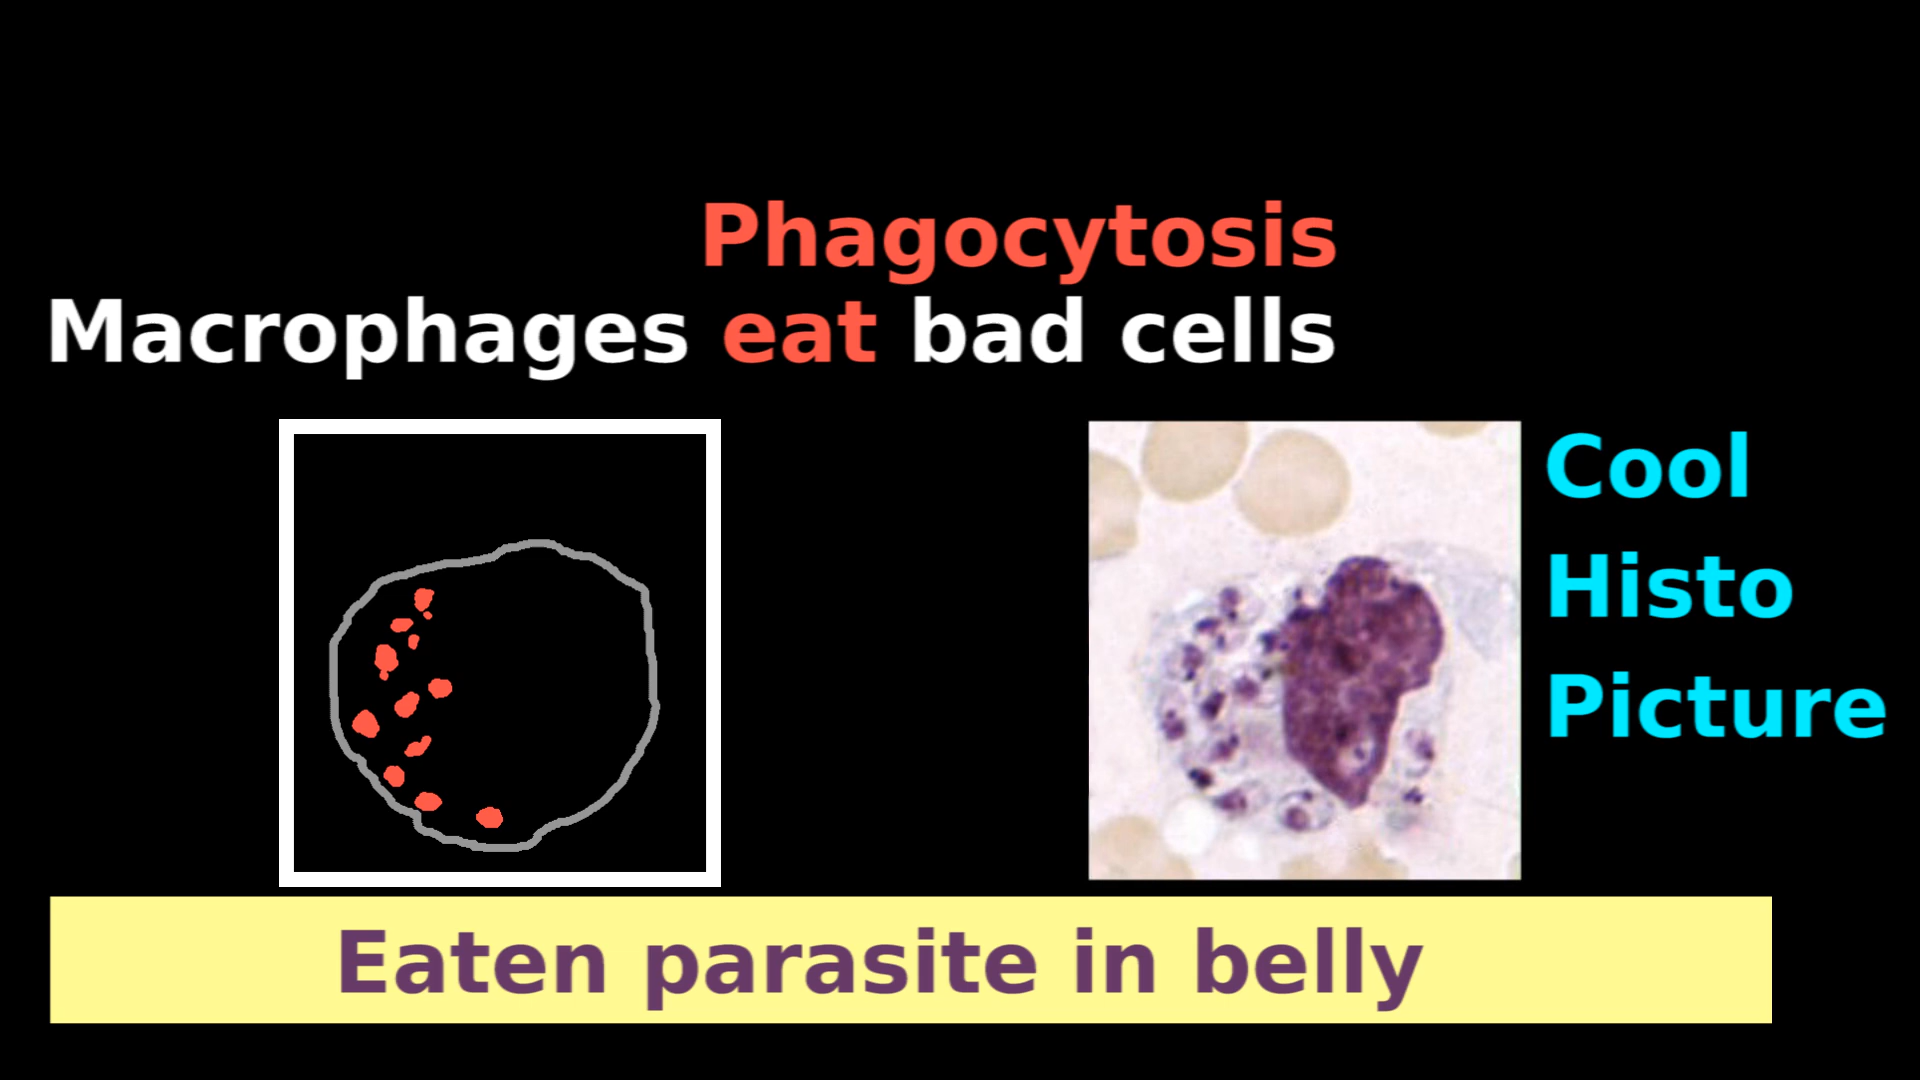 Phagocytosis
Macrophages eat bad cells
Cool
Histo
Picture
Eaten parasite in belly